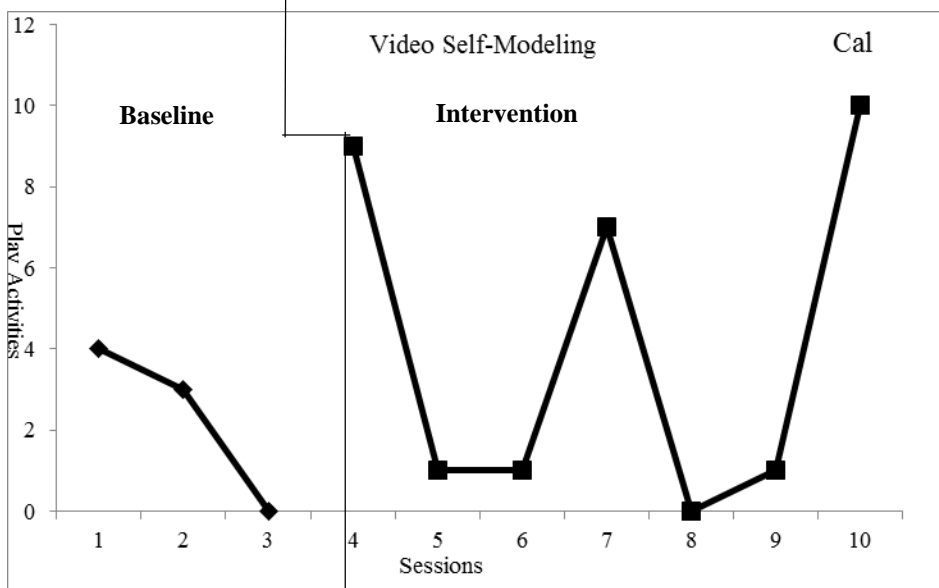 12
Video Self-Modeling
Cal
10
Baseline
Intervention
8
Play Activities
6
4
2
0
1 2 3 4 5 6 7 8 9 10
Sessions